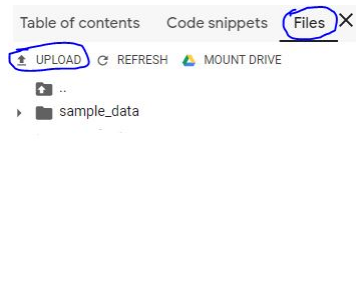 Table of contents Code snippets Files X
UPLOAD REFRESH MOUNT DRIVE
..
sample_data